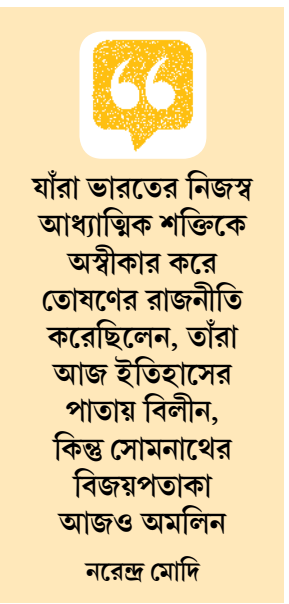 যাঁরা ভারতের নিজস্ব
আধ্যাত্মিক শক্তিকে
অস্বীকার করে
তোষণের রাজনীতি
করেছিলেন, তাঁরা
আজ ইতিহাসের
পাতায় বিলীন,
কিন্তু সোমনাথের
বিজয়পতাকা
আজও অমলিন
নরেন্দ্র মোদি